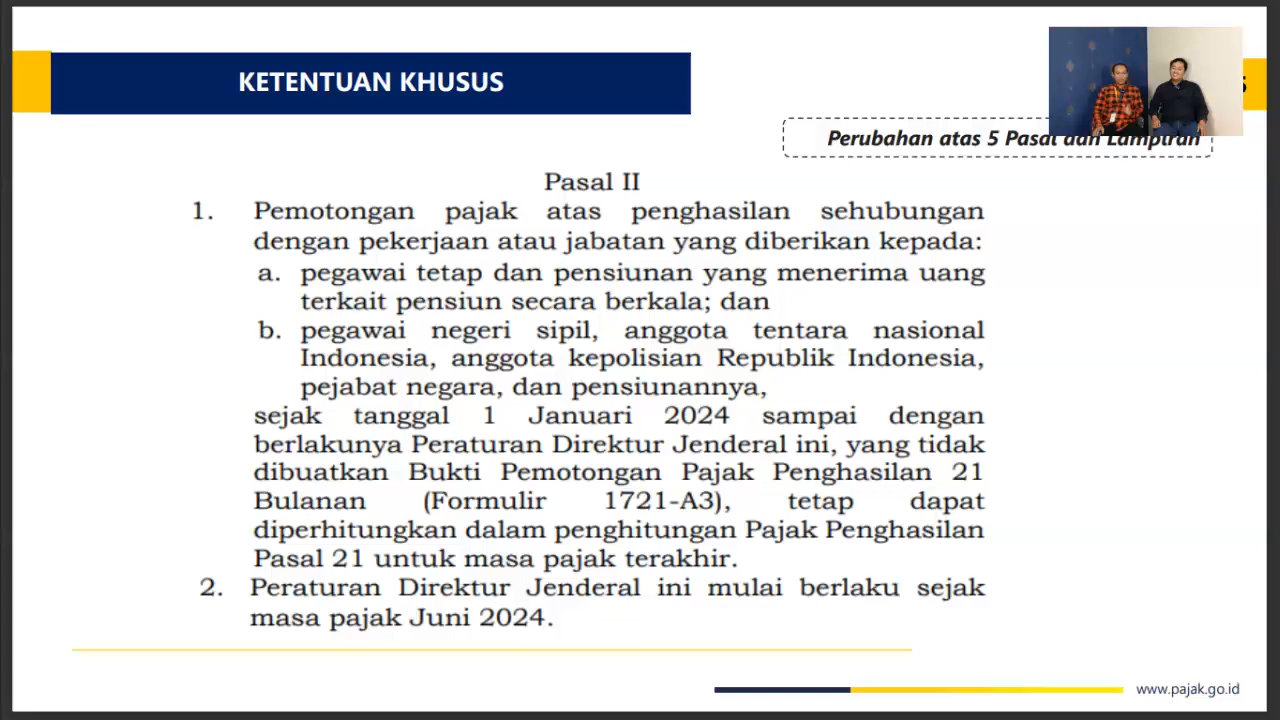 KETENTUAN KHUSUS
Perubahan atas 5 Pasal dan Lampiran
Pasal II
1. Pemotongan pajak atas penghasilan sehubungan
dengan pekerjaan atau jabatan yang diberikan kepada:
a. pegawai tetap dan pensiunan yang menerima uang
terkait pensiun secara berkala; dan
b. pegawai negeri sipil, anggota tentara nasional
Indonesia, anggota kepolisian Republik Indonesia,
pejabat negara, dan pensiunannya,
sejak tanggal 1 Januari 2024 sampai dengan
berlakunya Peraturan Direktur Jenderal ini, yang tidak
dibuatkan Bukti Pemotongan Pajak Penghasilan 21
Bulanan (Formulir 1721-A3), tetap dapat
diperhitungkan dalam penghitungan Pajak Penghasilan
Pasal 21 untuk masa pajak terakhir.
2. Peraturan Direktur Jenderal ini mulai berlaku sejak
masa pajak Juni 2024.
www.pajak.go.id